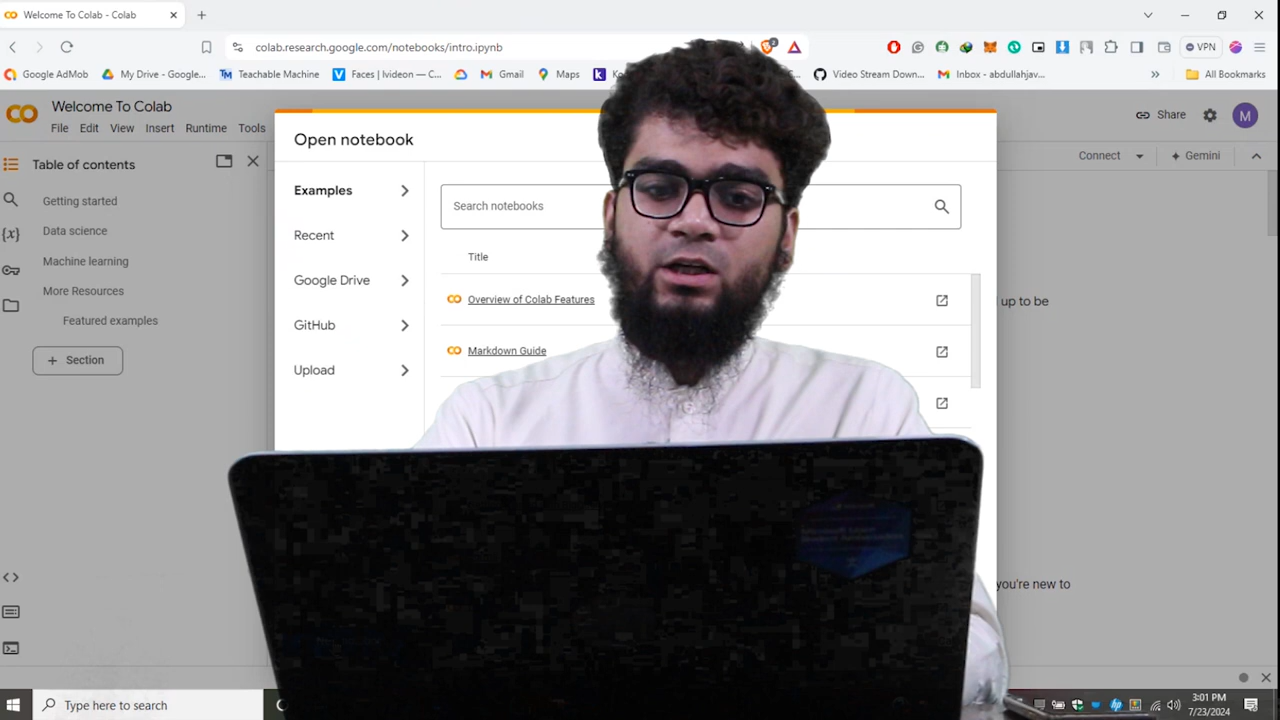 Welcome To Colab - Colab
colab.research.google.com/notebooks/intro.ipynb
VPN
Google AdMob
My Drive - Google...
Teachable Machine
Faces | Ivideon — C...
Gmail
Maps
Video Stream Down...
Inbox - abdullahjav...
All Bookmarks
Welcome To Colab
File Edit View Insert Runtime Tools
Share
M
Connect
Gemini
Table of contents
Getting started
Data science
Machine learning
More Resources
Featured examples
+ Section
Open notebook
Examples
Recent
Google Drive
GitHub
Upload
Search notebooks
Title
Overview of Colab Features
Markdown Guide
up to be
you're new to
Type here to search
3:01 PM
7/23/2024